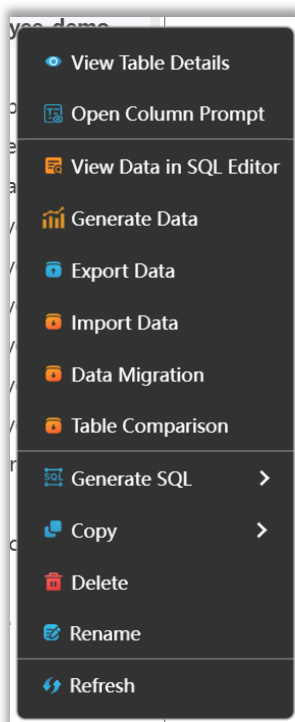 View Table Details
Open Column Prompt
View Data in SQL Editor
Generate Data
Export Data
Import Data
Data Migration
Table Comparison
Generate SQL
Copy
Delete
Rename
Refresh